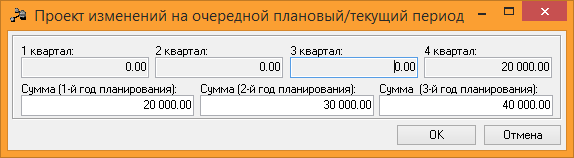 Проект изменений на очередной плановый/текущий период
1 квартал: 2 квартал: 3 квартал: 4 квартал:
0.00 0.00 0.00 20 000.00
Сумма (1-й год планирования): Сумма (2-й год планирования): Сумма (3-й год планирования):
20 000.00 30 000.00 40 000.00
OK Отмена